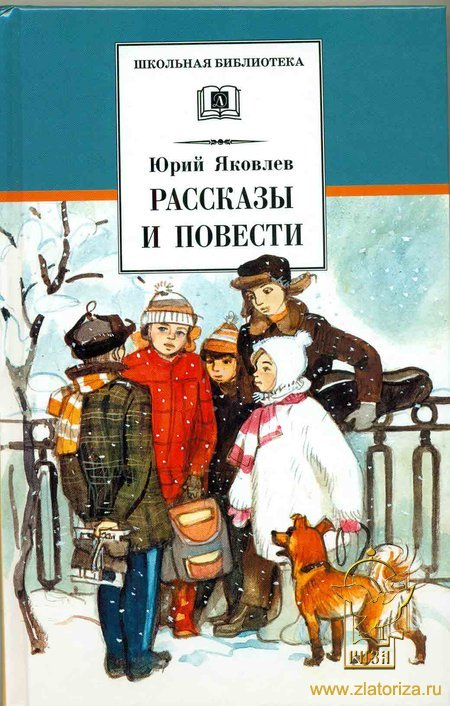 ШКОЛЬНАЯ БИБЛИОТЕКА
Юрий Яковлев
РАССКАЗЫ
И ПОВЕСТИ
www.zlatoriza.ru